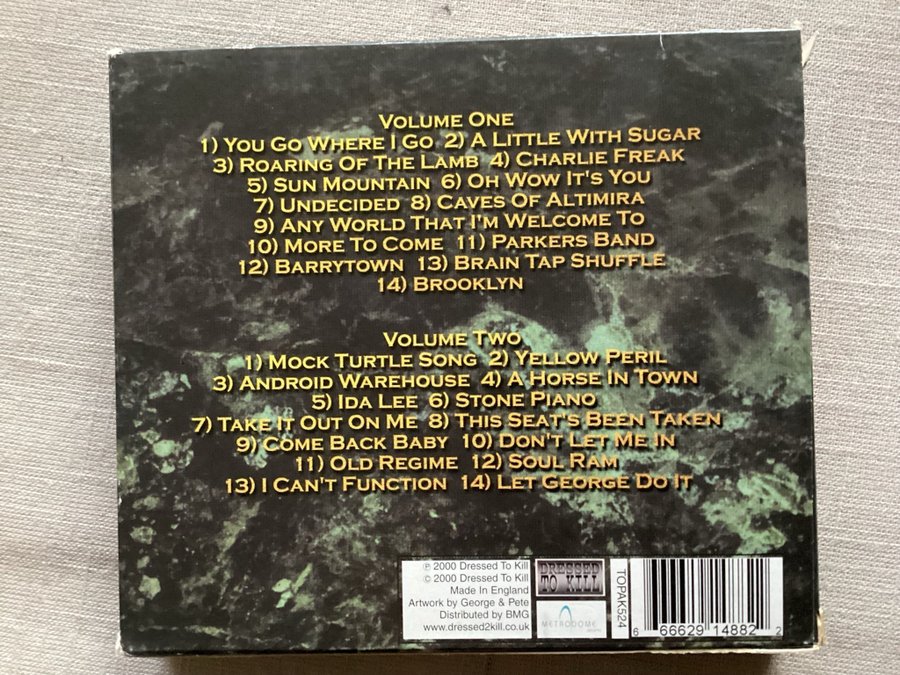 VOLUME ONE
1) YOU GO WHERE I GO 2) A LITTLE WITH SUGAR
3) ROARING OF THE LAMB 4) CHARLIE FREAK
5) SUN MOUNTAIN 6) OH WOW IT'S YOU
7) UNDECIDED 8) CAVES OF ALTIMIRA
9) ANY WORLD THAT I'M WELCOME TO
10) MORE TO COME 11) PARKERS BAND
12) BARRYTOWN 13) BRAIN TAP SHUFFLE
14) BROOKLYN
VOLUME TWO
1) MOCK TURTLE SONG 2) YELLOW PERIL
3) ANDROID WAREHOUSE 4) A HORSE IN TOWN
5) IDA LEE 6) STONE PIANO
7) TAKE IT OUT ON ME 8) THIS SEAT'S BEEN TAKEN
9) COME BACK BABY 10) DON'T LET ME IN
11) OLD REGIME 12) SOUL RAM
13) I CAN'T FUNCTION 14) LET GEORGE DO IT
℗ 2000 Dressed To Kill
© 2000 Dressed To Kill
Made In England
Artwork by George & Pete
Distributed by BMG
www.dressed2kill.co.uk
DRESSED
TO KILL
METRODOME
TOPAK524
6 66629 14882 2